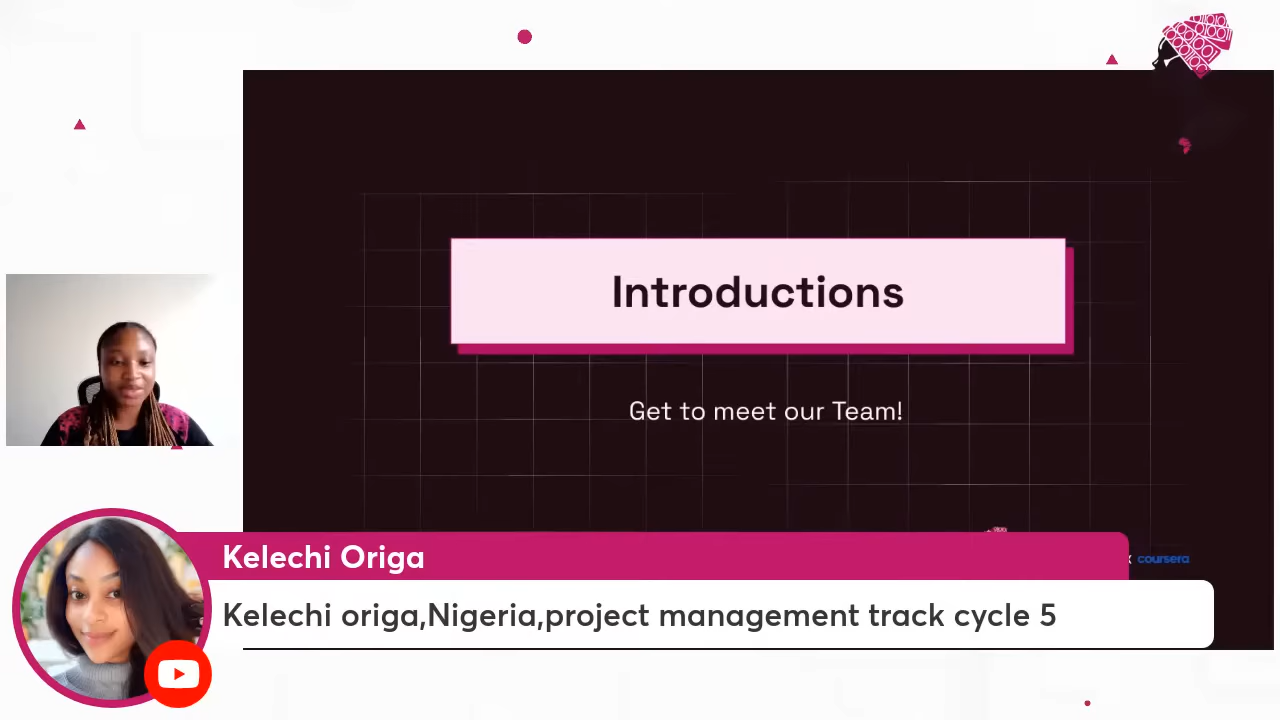 Introductions
Get to meet our Team!
x coursera
Kelechi Origa
Kelechi origa,Nigeria,project management track cycle 5